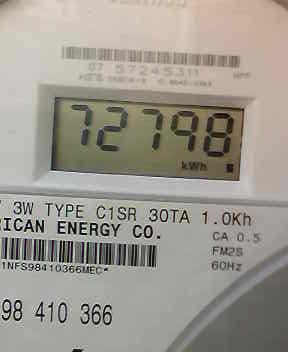 07 57245311
72798
kWh
3W TYPE C1SR 30TA 1.0Kh
RICAN ENERGY CO.
CA 0.5
FM2S
60Hz
1NFS98410366MEC*
98 410 366